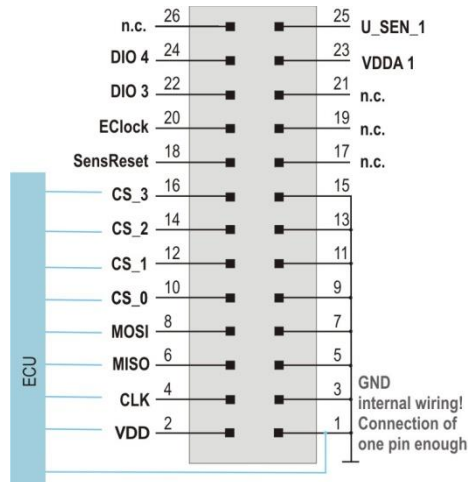 n.c. 26 25 U_SEN_1
DIO 4 24 23 VDDA 1
DIO 3 22 21 n.c.
EClock 20 19 n.c.
SensReset 18 17 n.c.
CS_3 16 15
CS_2 14 13
CS_1 12 11
CS_0 10 9
MOSI 8 7
MISO 6 5
CLK 4 3
VDD 2 1
GND
internal wiring!
Connection of
one pin enough
ECU